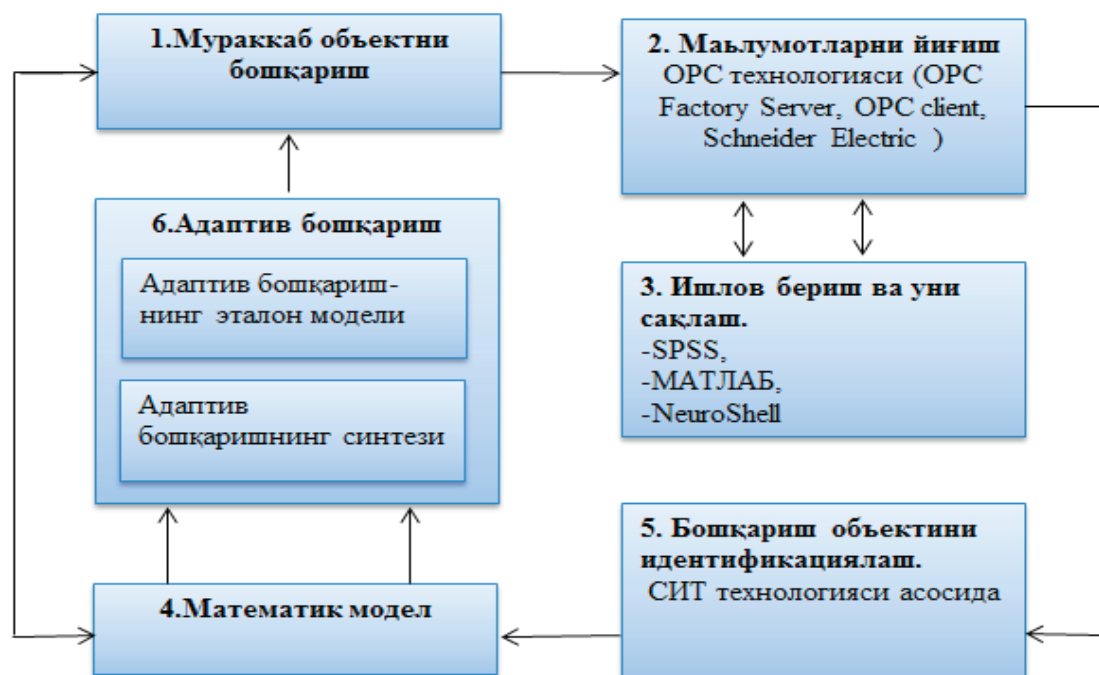 1.Мураккаб объектни
бошқариш
2. Маьлумотларни йиғиш
ОРС технологияси (OPC
Factory Server, OPC client,
Schneider Electric )
6.Адаптив бошқариш
Адаптив бошқариш-
нинг эталон модели
Адаптив
бошқаришнинг синтези
3. Ишлов бериш ва уни
сақлаш.
-SPSS,
-МАТЛАБ,
-NeuroShell
4.Математик модел
5. Бошқариш объектини
идентификациялаш.
СИТ технологияси асосида